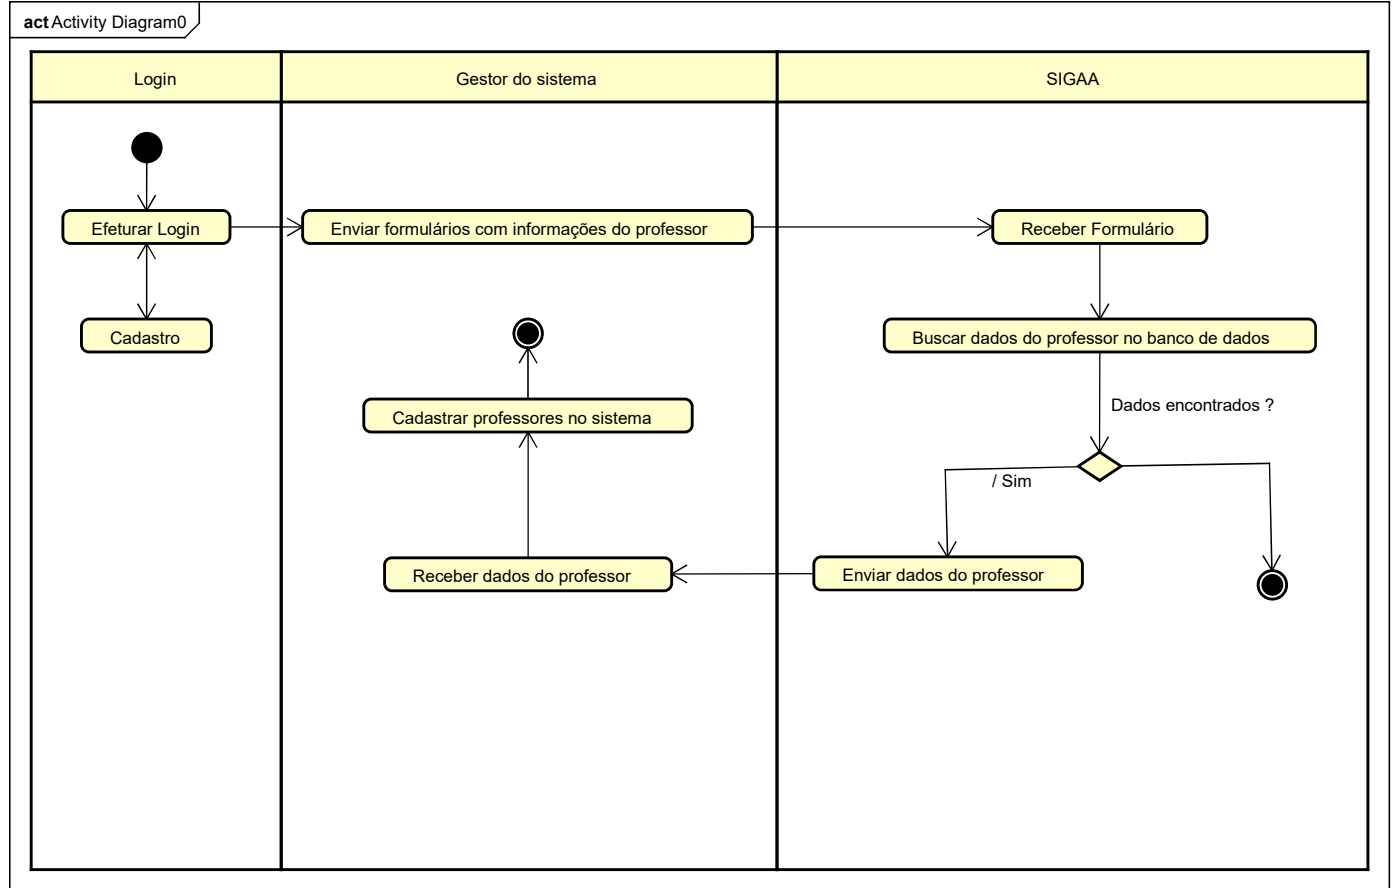 act Activity Diagram0
Login
Gestor do sistema
SIGAA
Efeturar Login
Enviar formulários com informações do professor
Receber Formulário
Cadastro
Buscar dados do professor no banco de dados
Dados encontrados ?
Cadastrar professores no sistema
/ Sim
Receber dados do professor
Enviar dados do professor